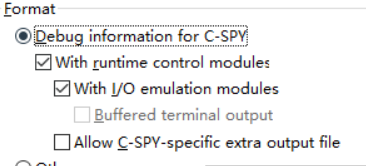 Format
Debug information for C-SPY
With runtime control modules
With I/O emulation modules
Buffered terminal output
Allow C-SPY-specific extra output file